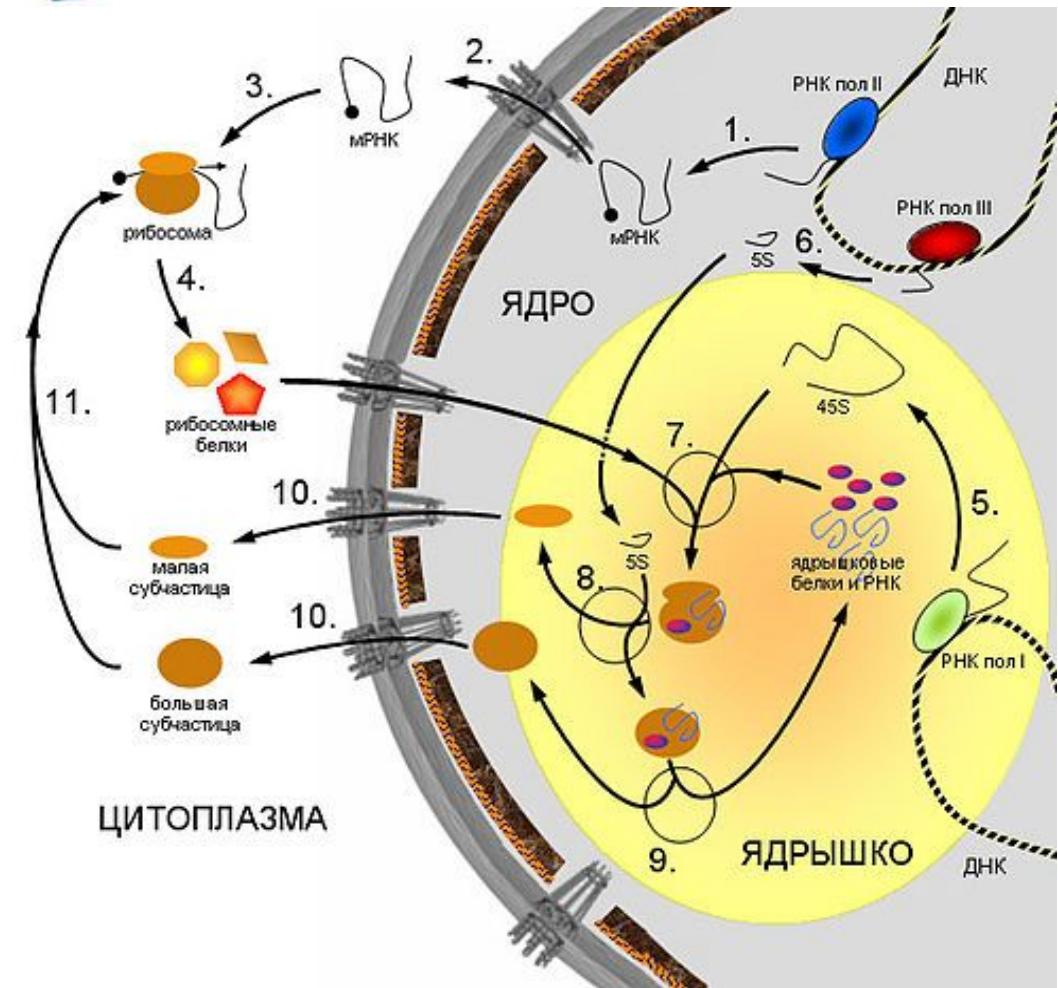 2.
3.
мРНК
РНК пол II
ДНК
1.
мРНК
рибосома
РНК пол III
5S
6.
4.
ЯДРО
11.
рибосомные
белки
45S
7.
10.
5S
8.
5.
ядрышковые
белки и РНК
малая
субчастица
10.
РНК пол I
большая
субчастица
ЦИТОПЛАЗМА
9.
ЯДРЫШКО
ДНК